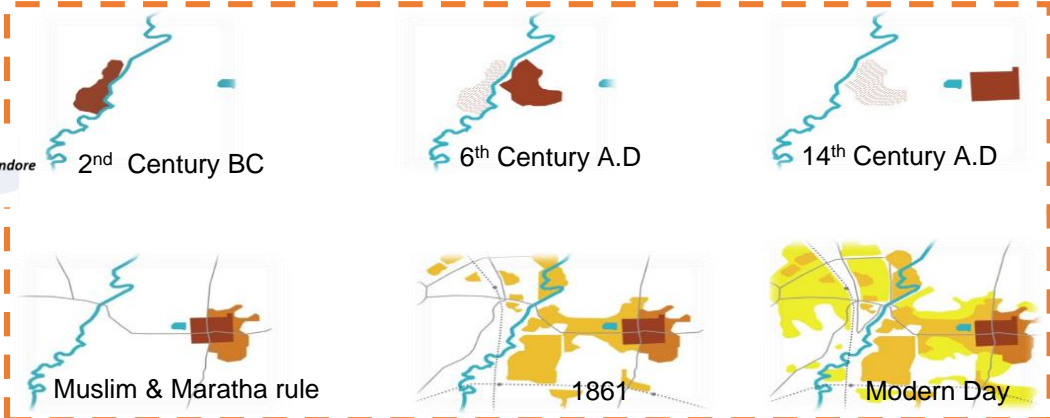 2nd Century BC
6th Century A.D
14th Century A.D
ndore
Muslim & Maratha rule
1861
Modern Day